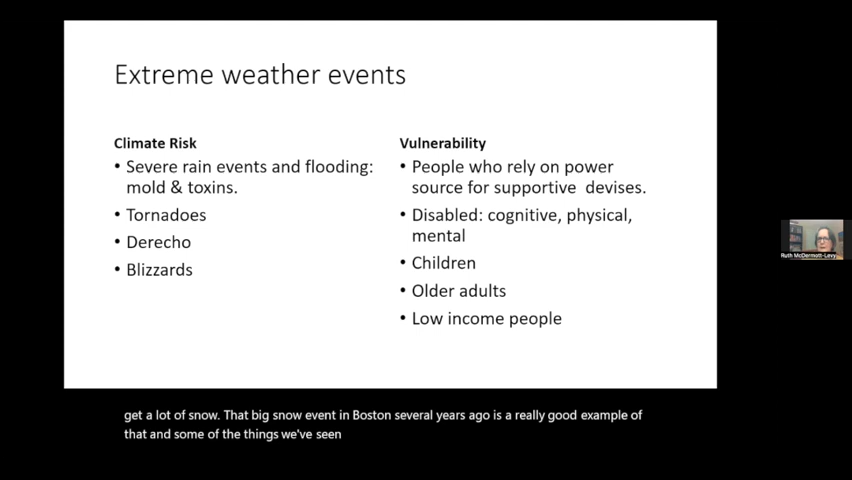 Extreme weather events
Climate Risk
• Severe rain events and flooding:
mold & toxins.
• Tornadoes
• Derecho
• Blizzards
Vulnerability
• People who rely on power
source for supportive devises.
• Disabled: cognitive, physical,
mental
• Children
• Older adults
• Low income people
Ruth McDermott-Levy
get a lot of snow. That big snow event in Boston several years ago is a really good example of
that and some of the things we've seen